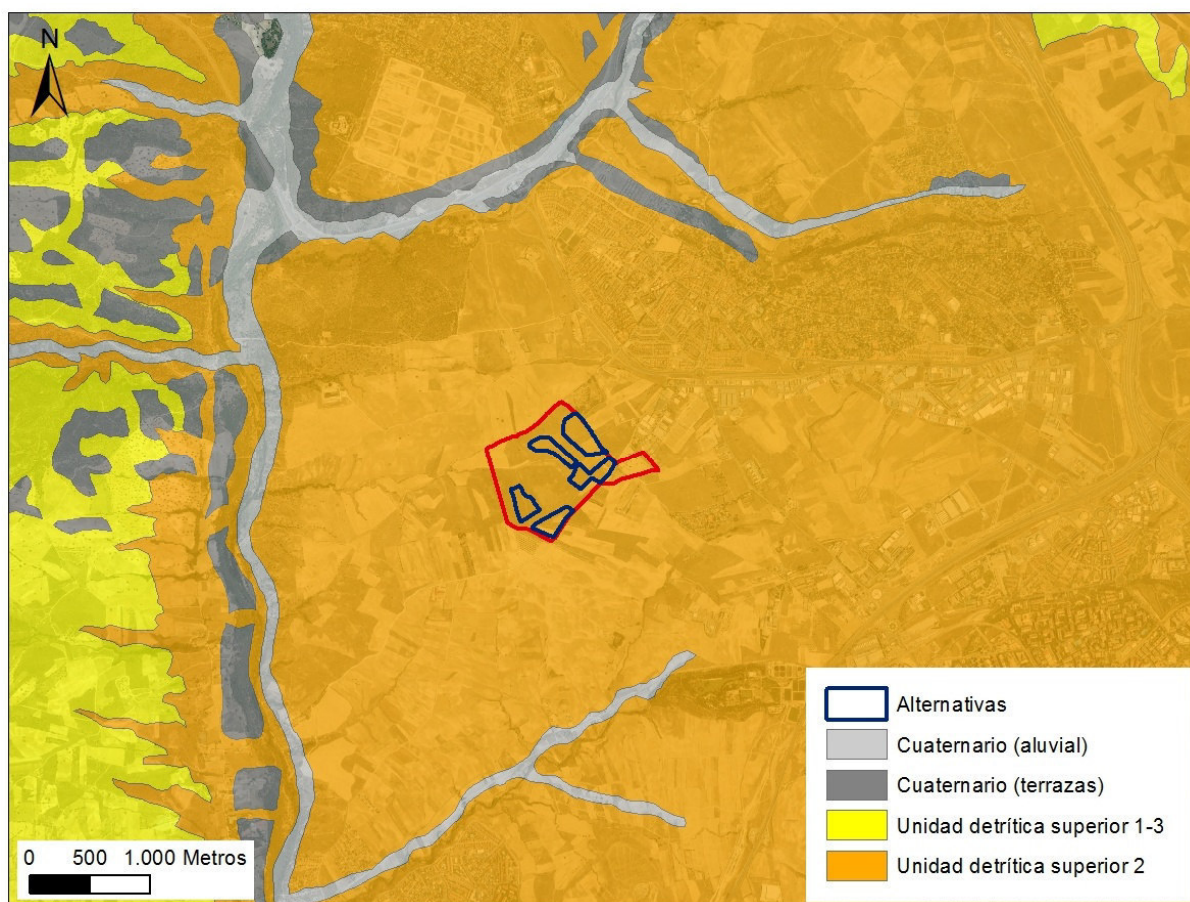 N
Alternativas
Cuaternario (aluvial)
Cuaternario (terrazas)
Unidad detrítica superior 1-3
Unidad detrítica superior 2
0 500 1.000 Metros